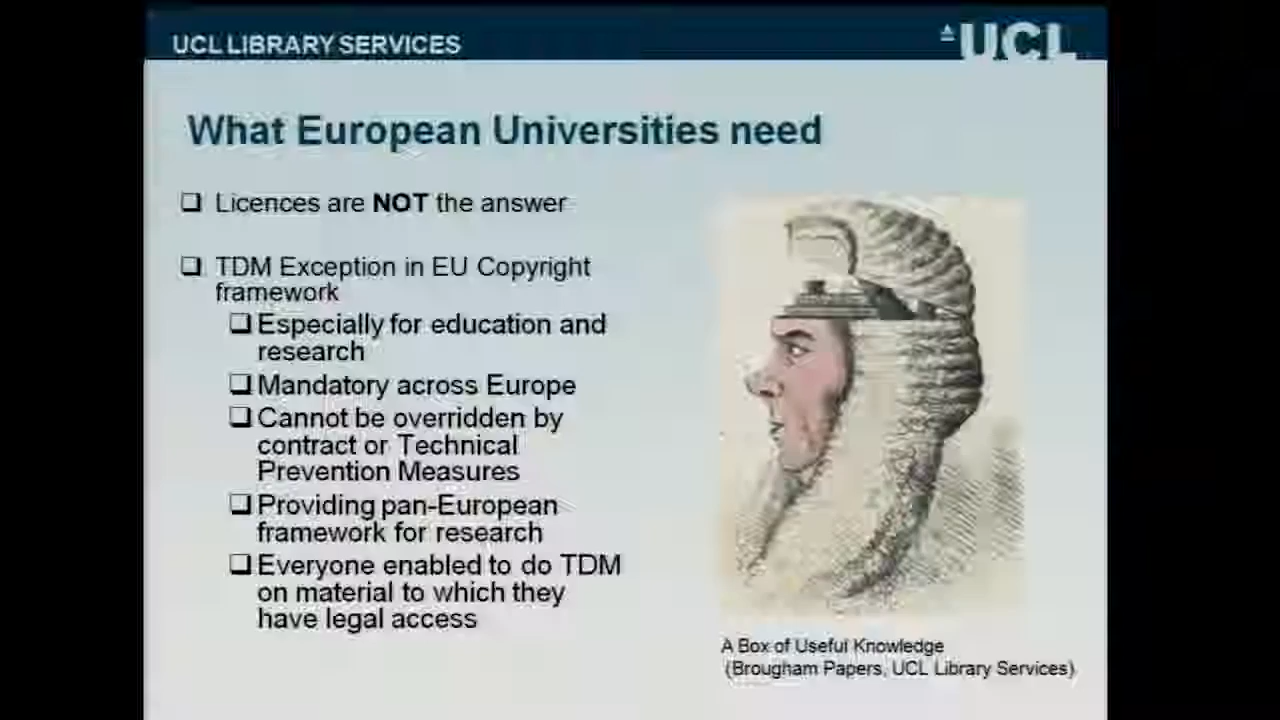 UCL LIBRARY SERVICES
UCL
What European Universities need
❑ Licences are NOT the answer
❑ TDM Exception in EU Copyright
framework
❑ Especially for education and
research
❑ Mandatory across Europe
❑ Cannot be overridden by
contract or Technical
Prevention Measures
❑ Providing pan-European
framework for research
❑ Everyone enabled to do TDM
on material to which they
have legal access
A Box of Useful Knowledge
(Brougham Papers, UCL Library Services)